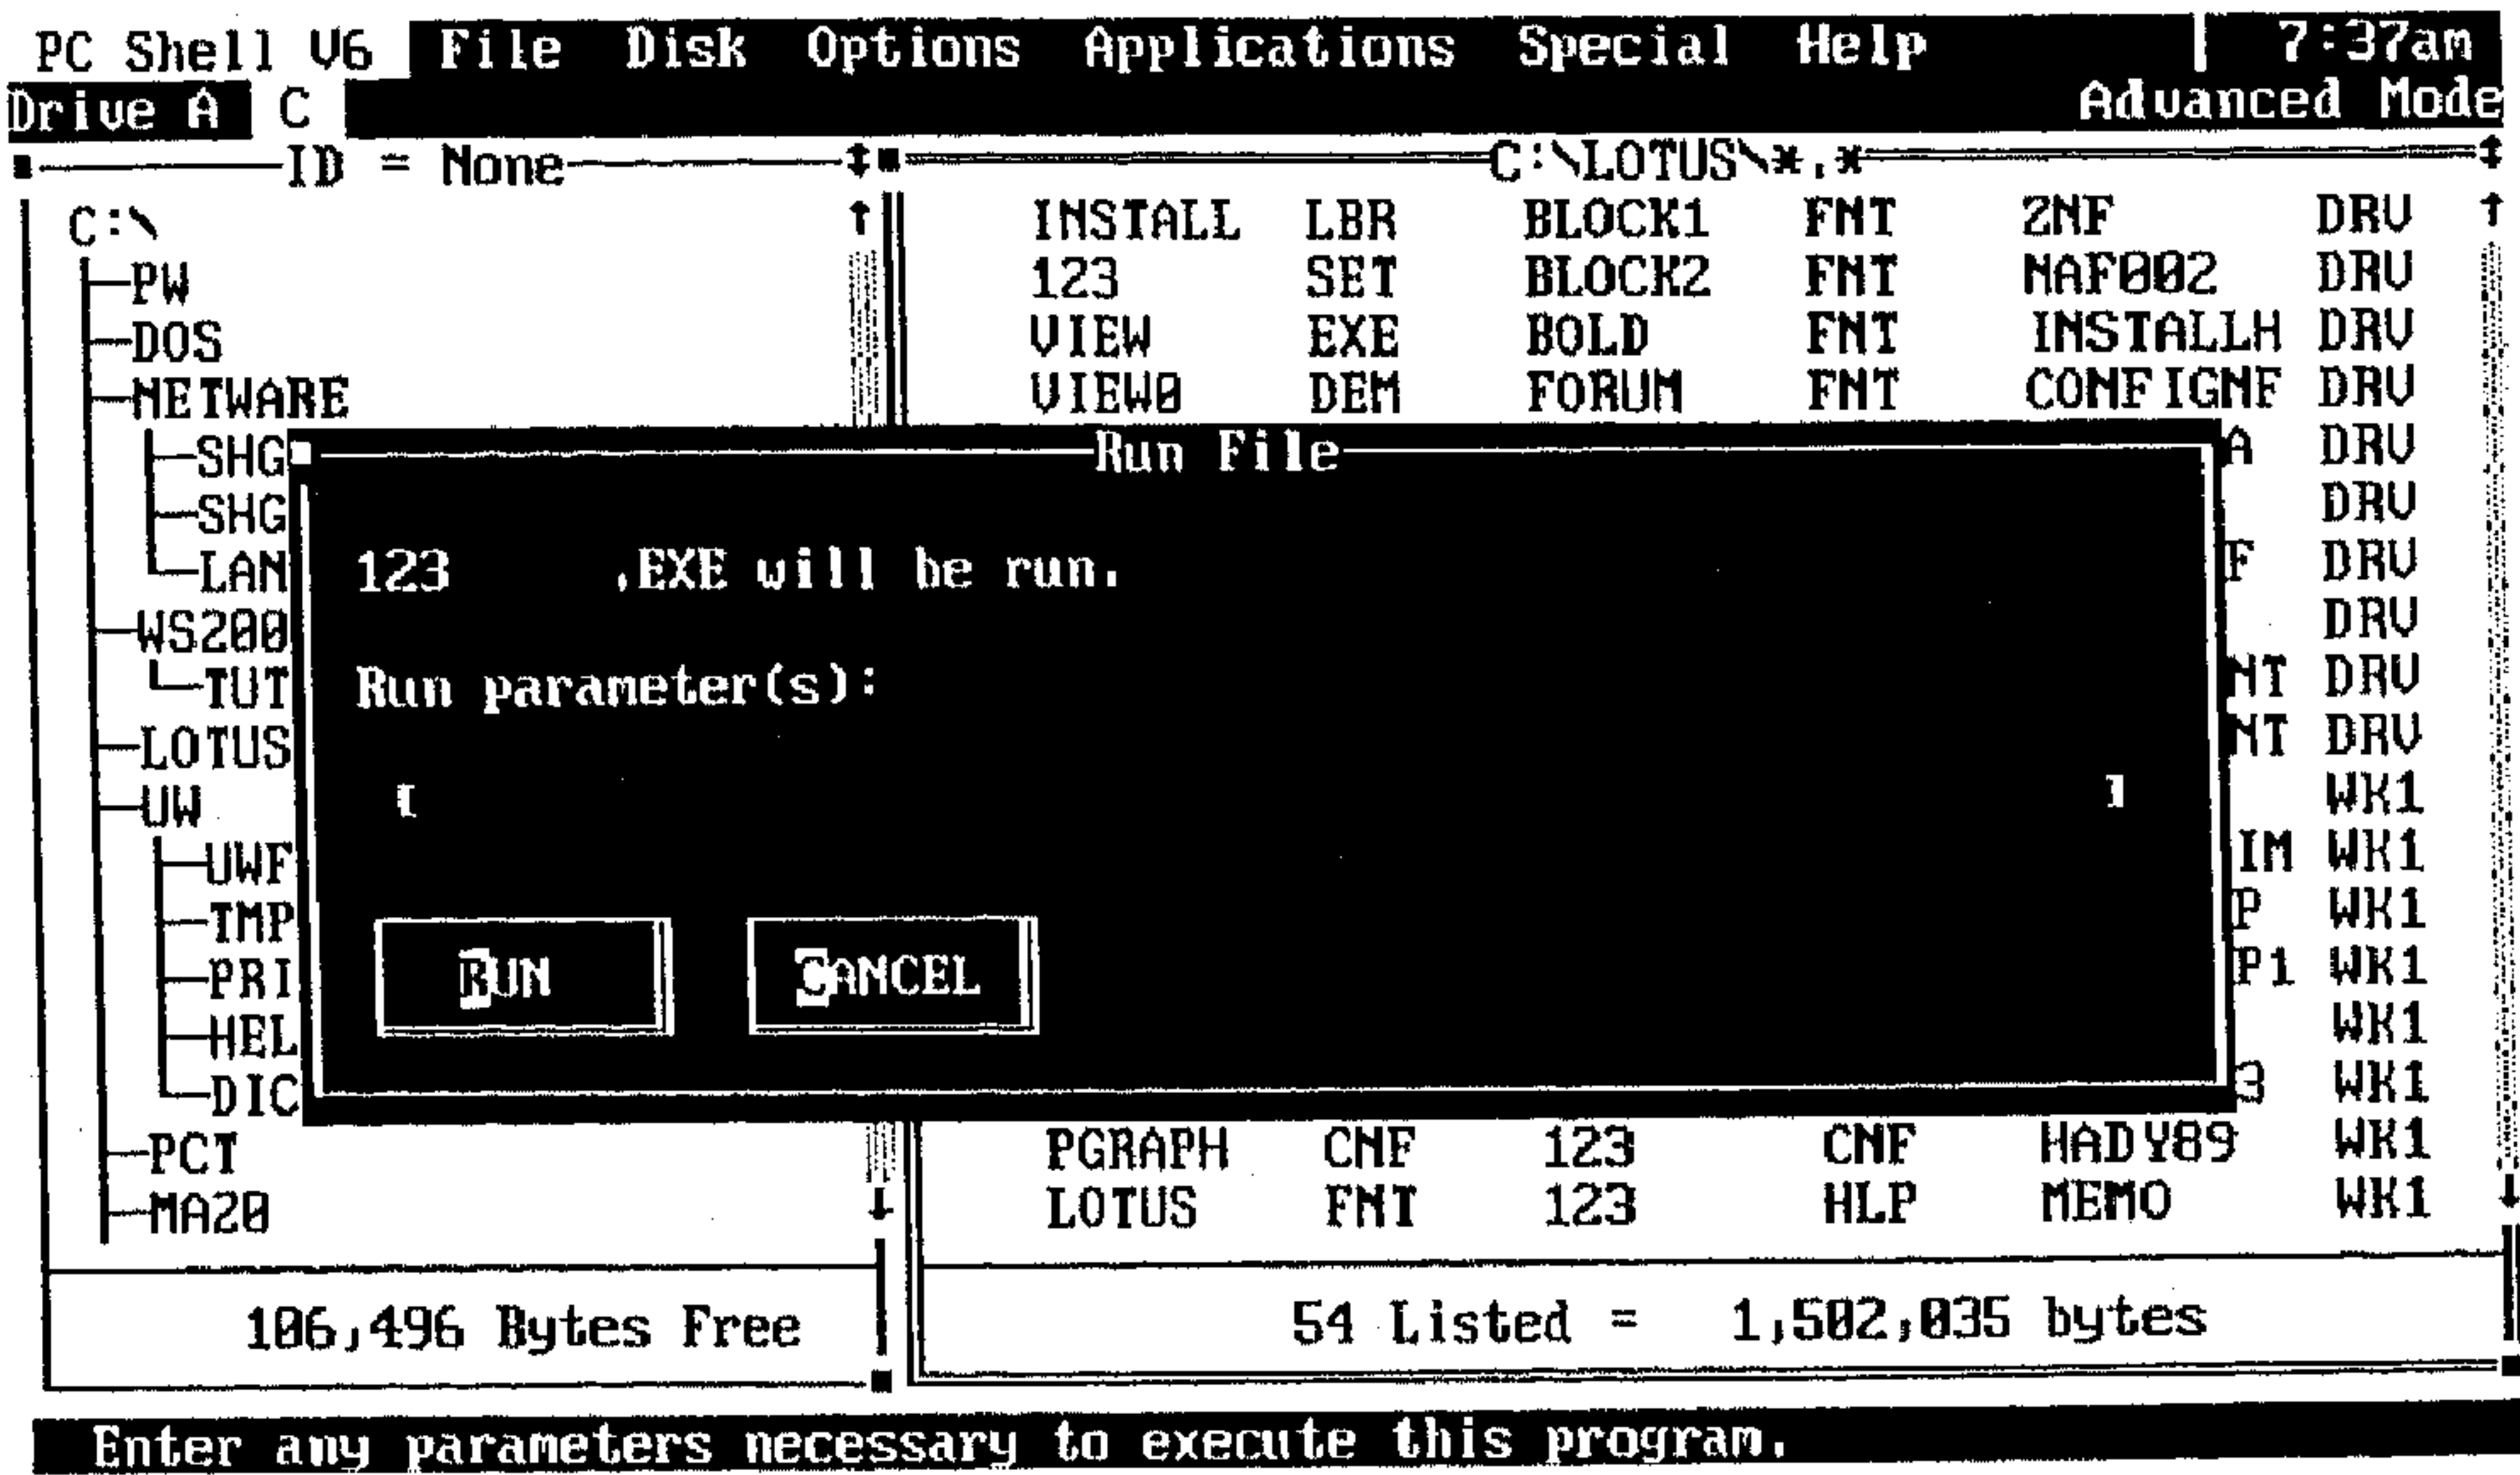 PC Shell V6 File Disk Options Applications Special Help 7:37am
Drive A C Advanced Mode
ID = None
C:\LOTUS\*.*
C:\
PW
DOS
NETWARE
SHG
SHG
LAN
WS200
TUT
LOTUS
UW
UWF
TMP
PRI
HEL
DIC
PCT
MA20
INSTALL LBR BLOCK1 FNT 2NF DRV
123 SET BLOCK2 FNT NAF002 DRV
VIEW EXE BOLD FNT INSTALLH DRV
VIEW0 DEM FORUM FNT CONFIGNF DRV
A DRV
DRV
F DRV
DRV
NT DRV
NT DRV
WK1
IM WK1
P WK1
P1 WK1
WK1
3 WK1
PGRAPH CNF 123 CNF HADY89 WK1
LOTUS FNT 123 HLP MEMO WK1
Run File
123 .EXE will be run.
Run parameter(s):
[ ]
RUN CANCEL
106,496 Bytes Free
54 Listed = 1,502,035 bytes
Enter any parameters necessary to execute this program.